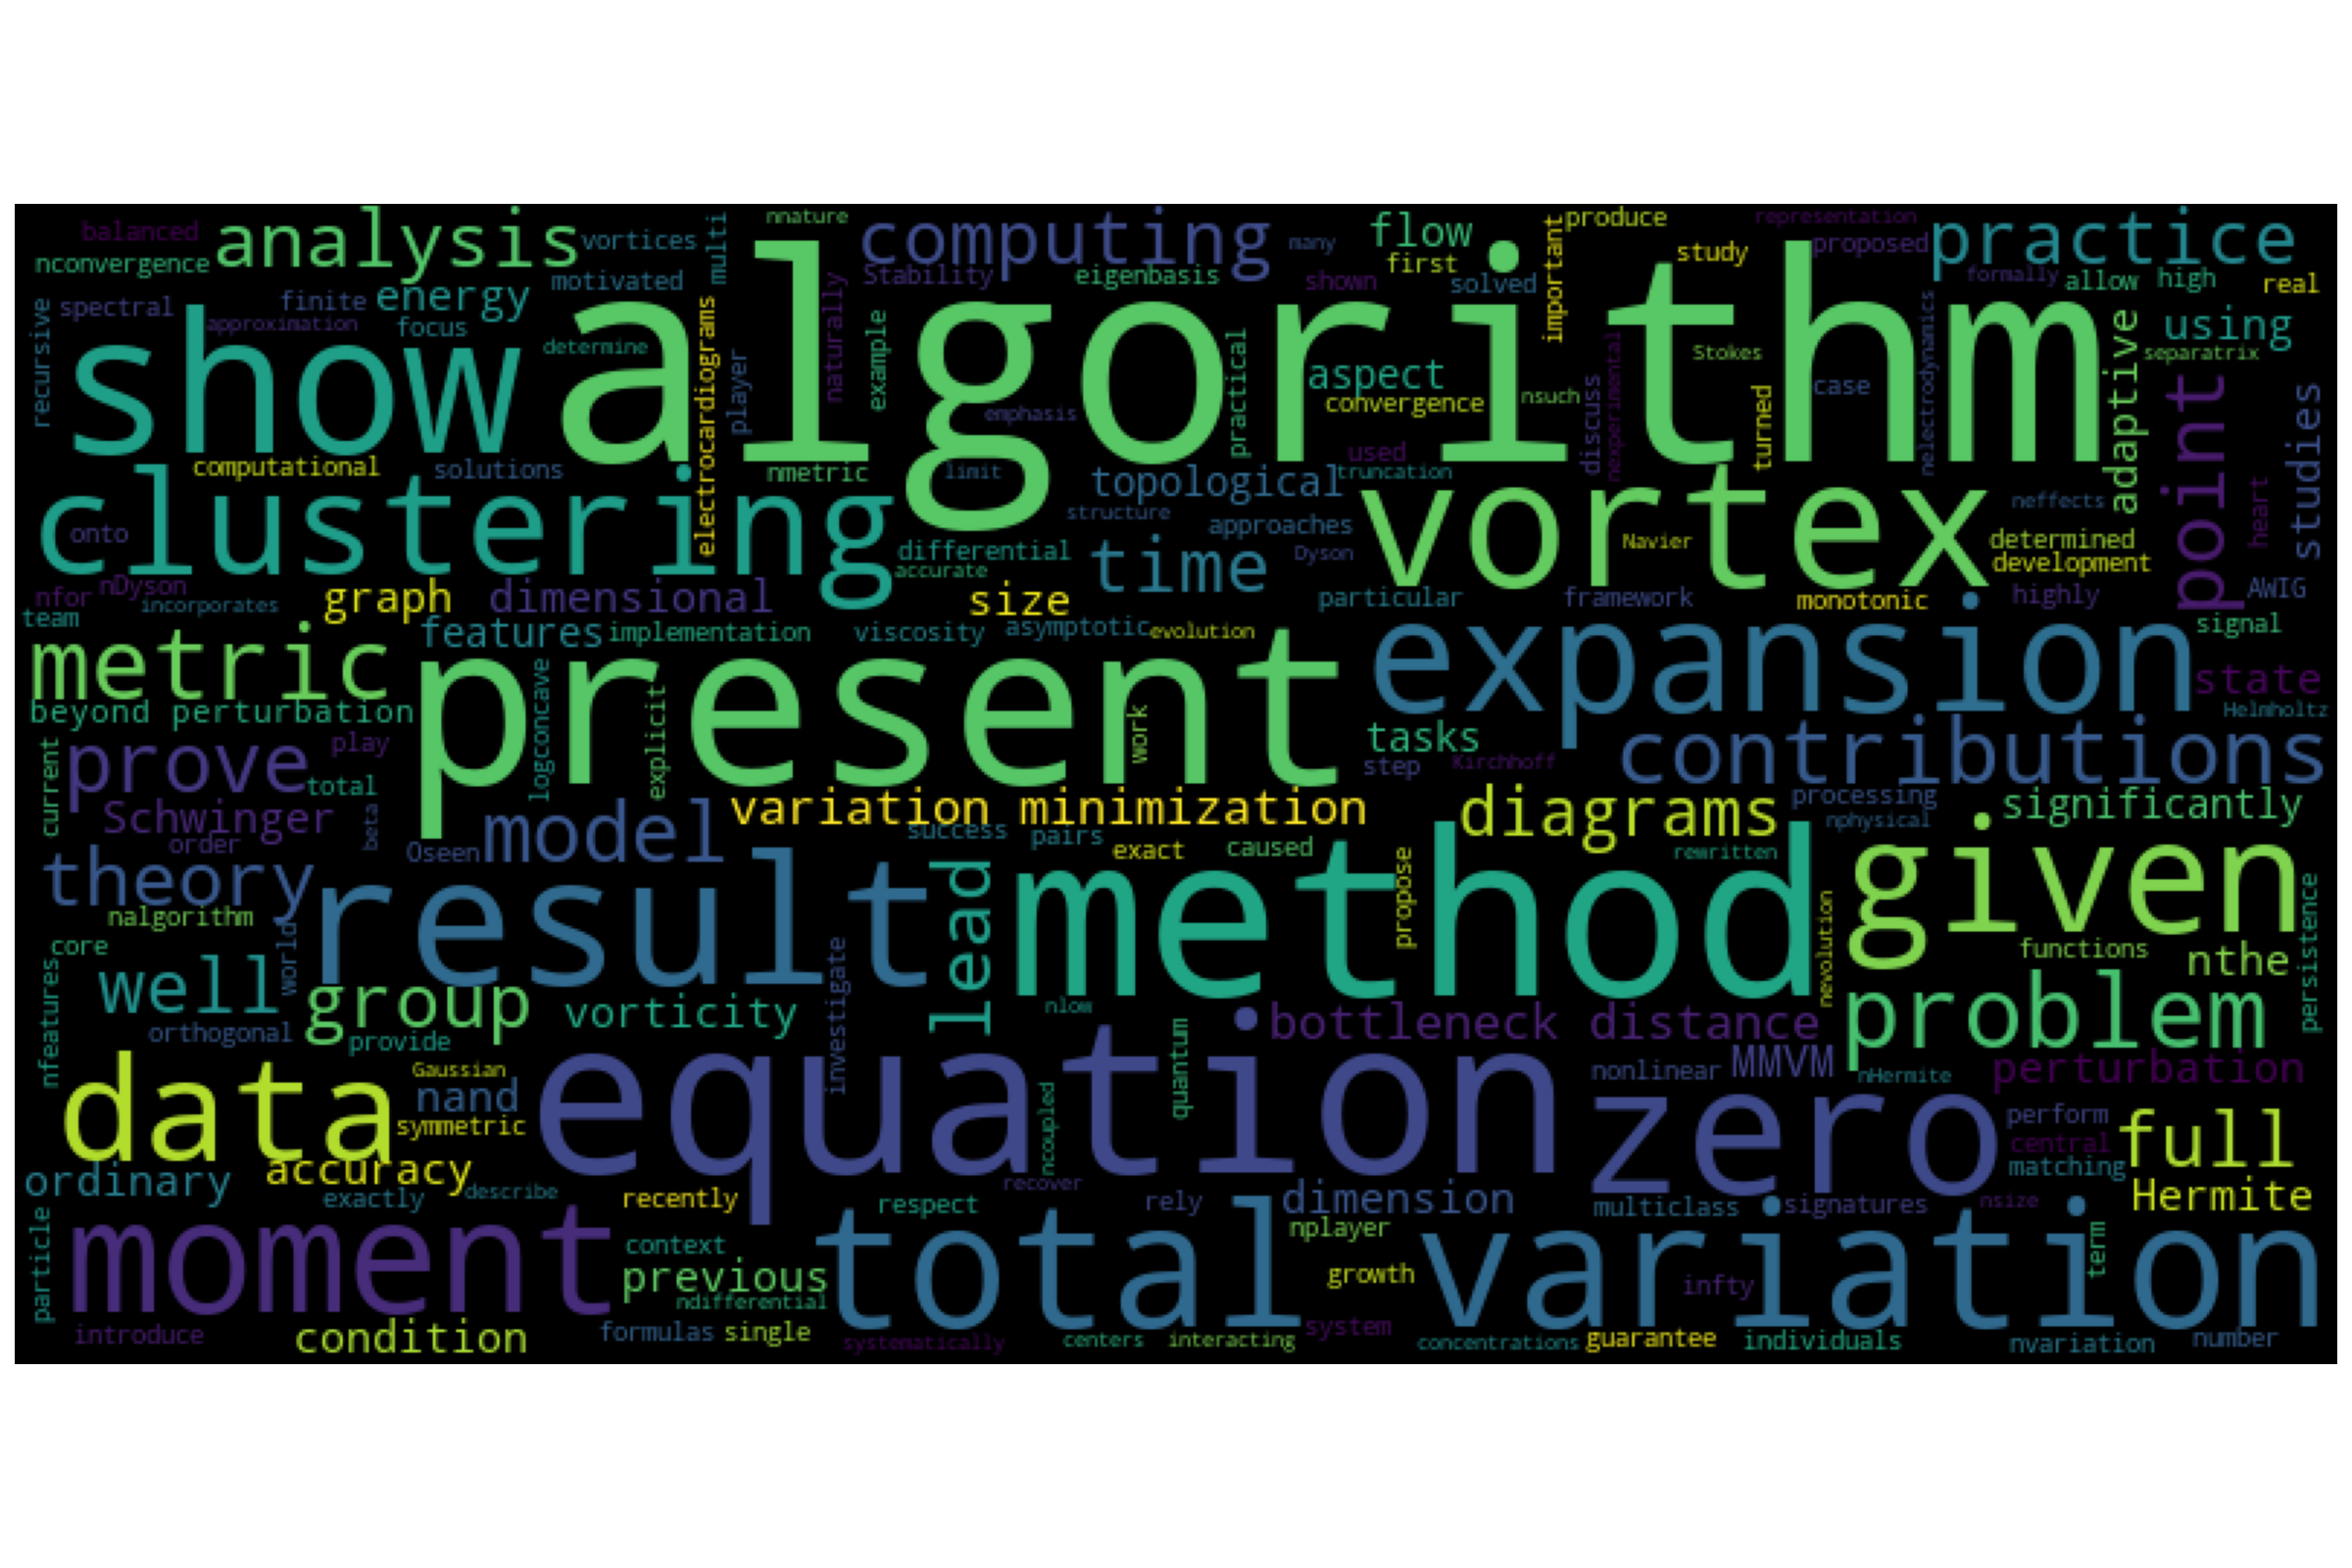 balanced
analysis
vortices
multi
nnature
computing
many
flow
produce
representation
proposed
practice
nconvergence
motivated
Stability
eigenbasis
shown
first
solved
important
study
formally
allow
high
real
recursive
spectral
finite
energy
approximation
focus
determine
electrocardiograms
player
naturally
example
practical
aspect
convergence
nsuch
discuss
nexperimental
Stokes
turned
case
nelectrodynamics
adaptive
using
separatrix
show
algorithm
emphasis
point
studies
computational
solutions
nmetric
limit
topological
used
truncation
structure
approaches
vortex
neffects
heart
clustering
onto
differential
accurate
time
Dyson
Navier
determined
development
nfor
nDyson
incorporates
team
graph
dimensional
size
particular
framework
monotonic
highly
AWIG
signal
features
implementation
viscosity
asymptotic
evolution
metric
present
expansion
state
beyond perturbation
logconcave
explicit
work
Helmholtz
current
prove
play
total
tasks
step
Kirchhoff
contributions
Schwinger
order
beta
variation minimization
diagrams
processing
nphysical
significantly
Oseen
model
success
pairs
exact
caused
propose
rewritten
theory
result
lead
method
given
nalgorithm
core
world
nevolution
functions
nthe
persistence
well
group
vorticity
investigate
nlow
problem
nfeatures
orthogonal
provide
bottleneck distance
quantum
nonlinear
MMVM
nHermite
perturbation
data
Gaussian
nand
symmetric
equation
ncoupled
zero
perform
central
matching
full
ordinary
accuracy
exactly
describe
recently
respect
recover
rely
dimension
multiclass
signatures
nsize
Hermite
particle
moment
context
previous
ndifferential
total
nplayer
growth
variation
infty
term
introduce
condition
formulas
single
systematically
centers
interacting
system
concentrations
guarantee
individuals
nvariation
number